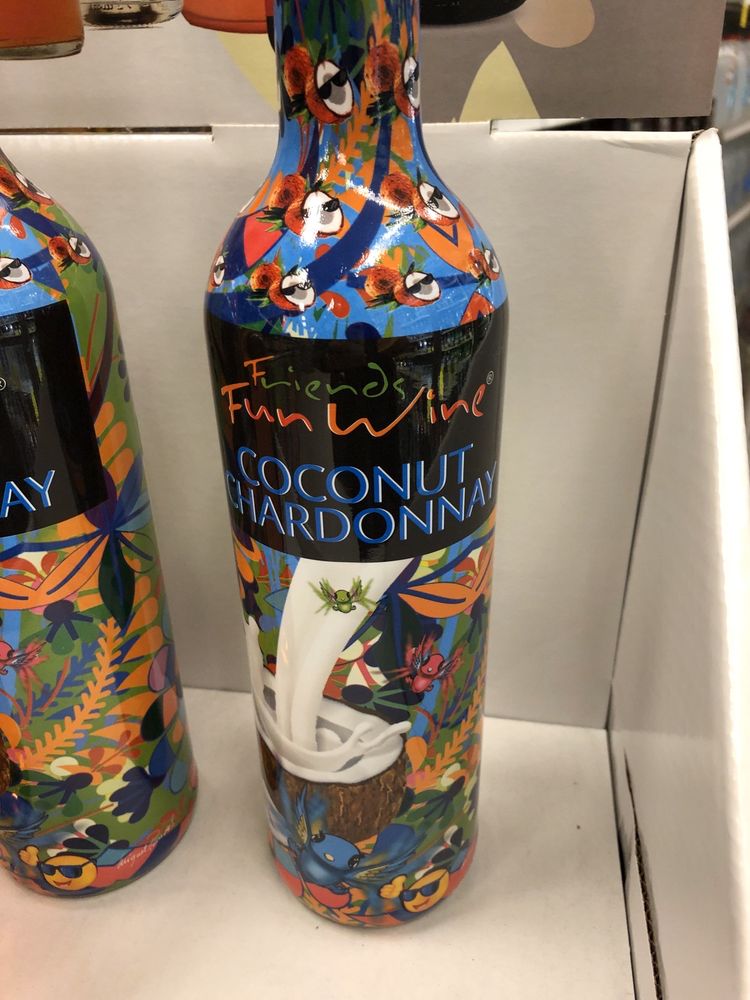 Friends
Fun Wine®
COCONUT
CHARDONNAY
®
AY